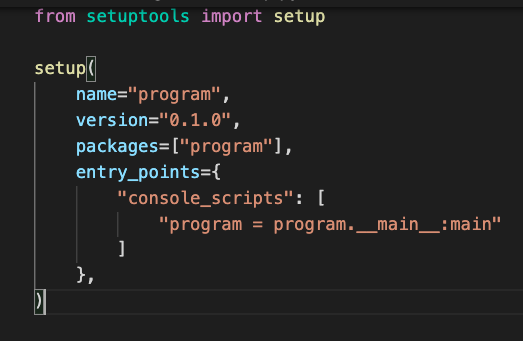 from setuptools import setup
setup(
    name="program",
    version="0.1.0",
    packages=["program"],
    entry_points={
        "console_scripts": [
            "program = program.__main__:main"
        ]
    },
)